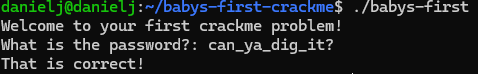 danielj@danielj:~/babys-first-crackme$ ./babys-first
Welcome to your first crackme problem!
What is the password?: can_ya_dig_it?
That is correct!